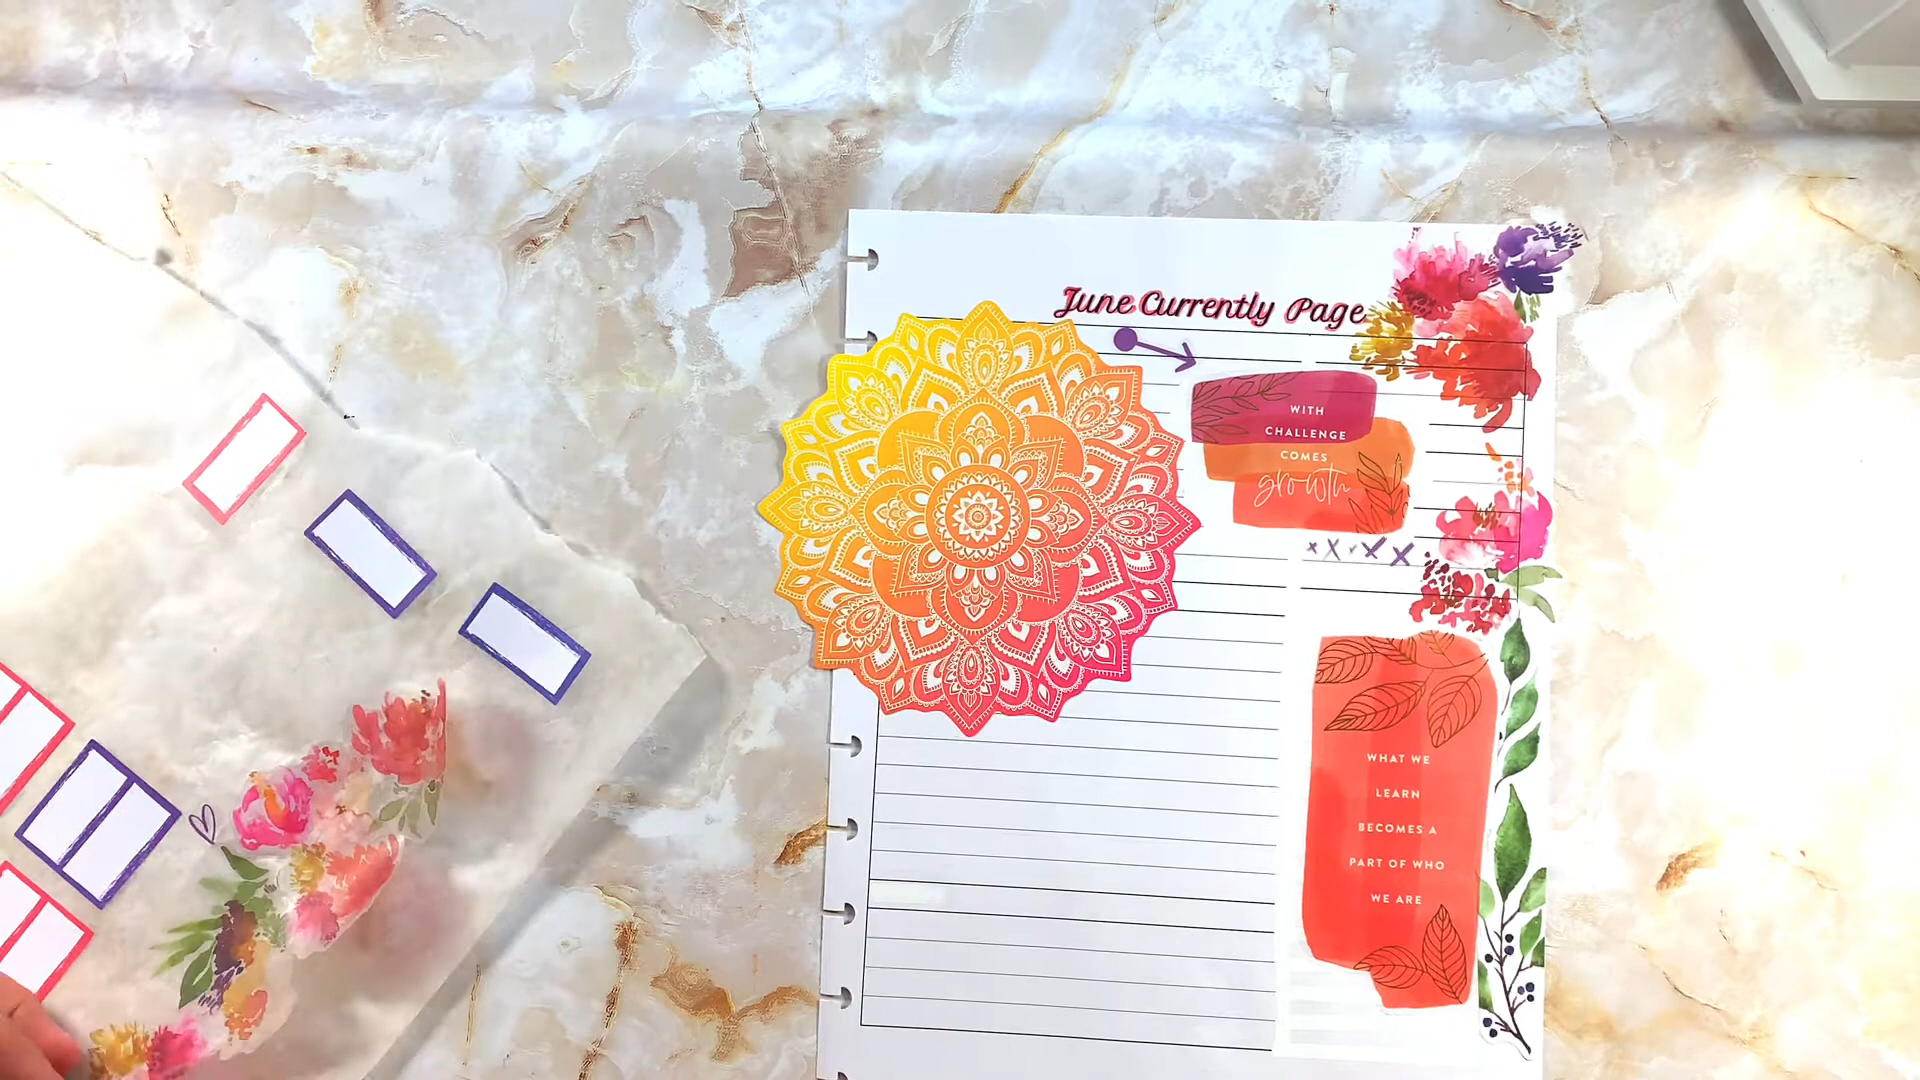 June Currently Page
WITH
CHALLENGE
COMES
growth
WHAT WE
LEARN
BECOMES A
PART OF WHO
WE ARE